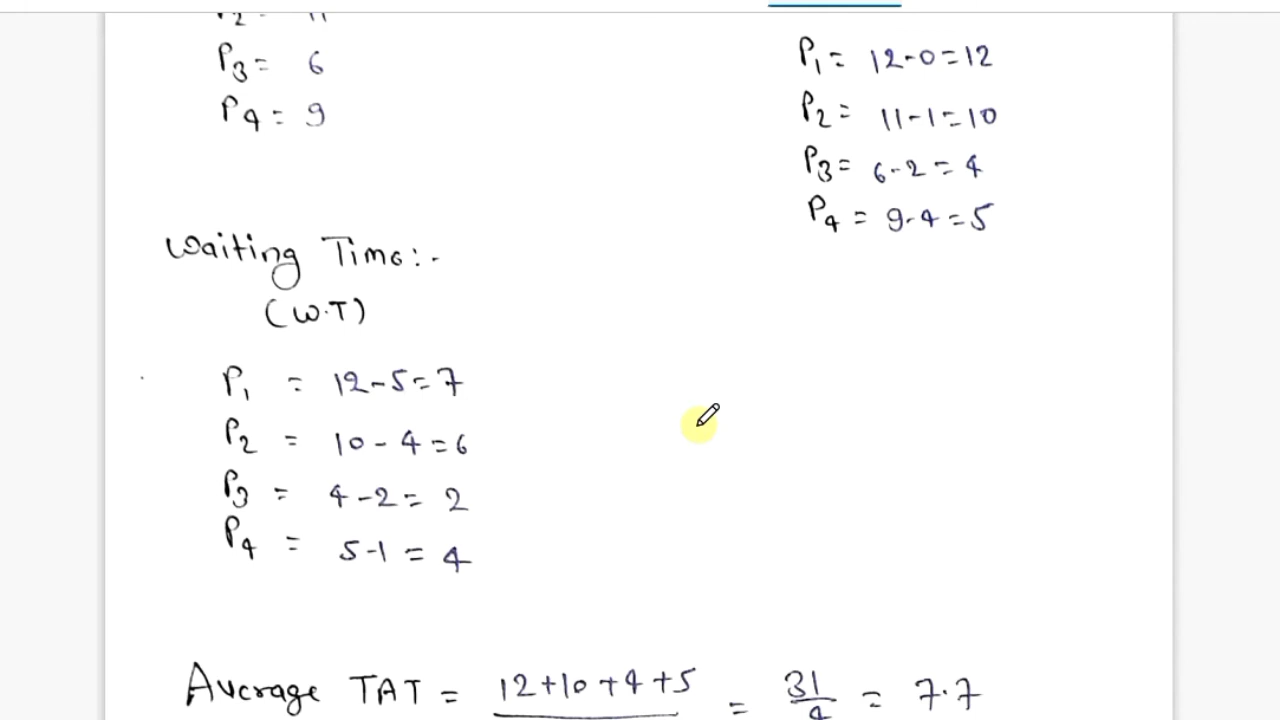 P3 = 6
P4 = 9
P1 = 12-0=12
P2 = 11-1=10
P3 = 6-2=4
P4 = 9-4=5
Waiting Time:-
(W.T)
P1 = 12-5=7
P2 = 10-4=6
P3 = 4-2=2
P4 = 5-1=4
Average TAT = 12+10+4+5 = 31/4 = 7.7